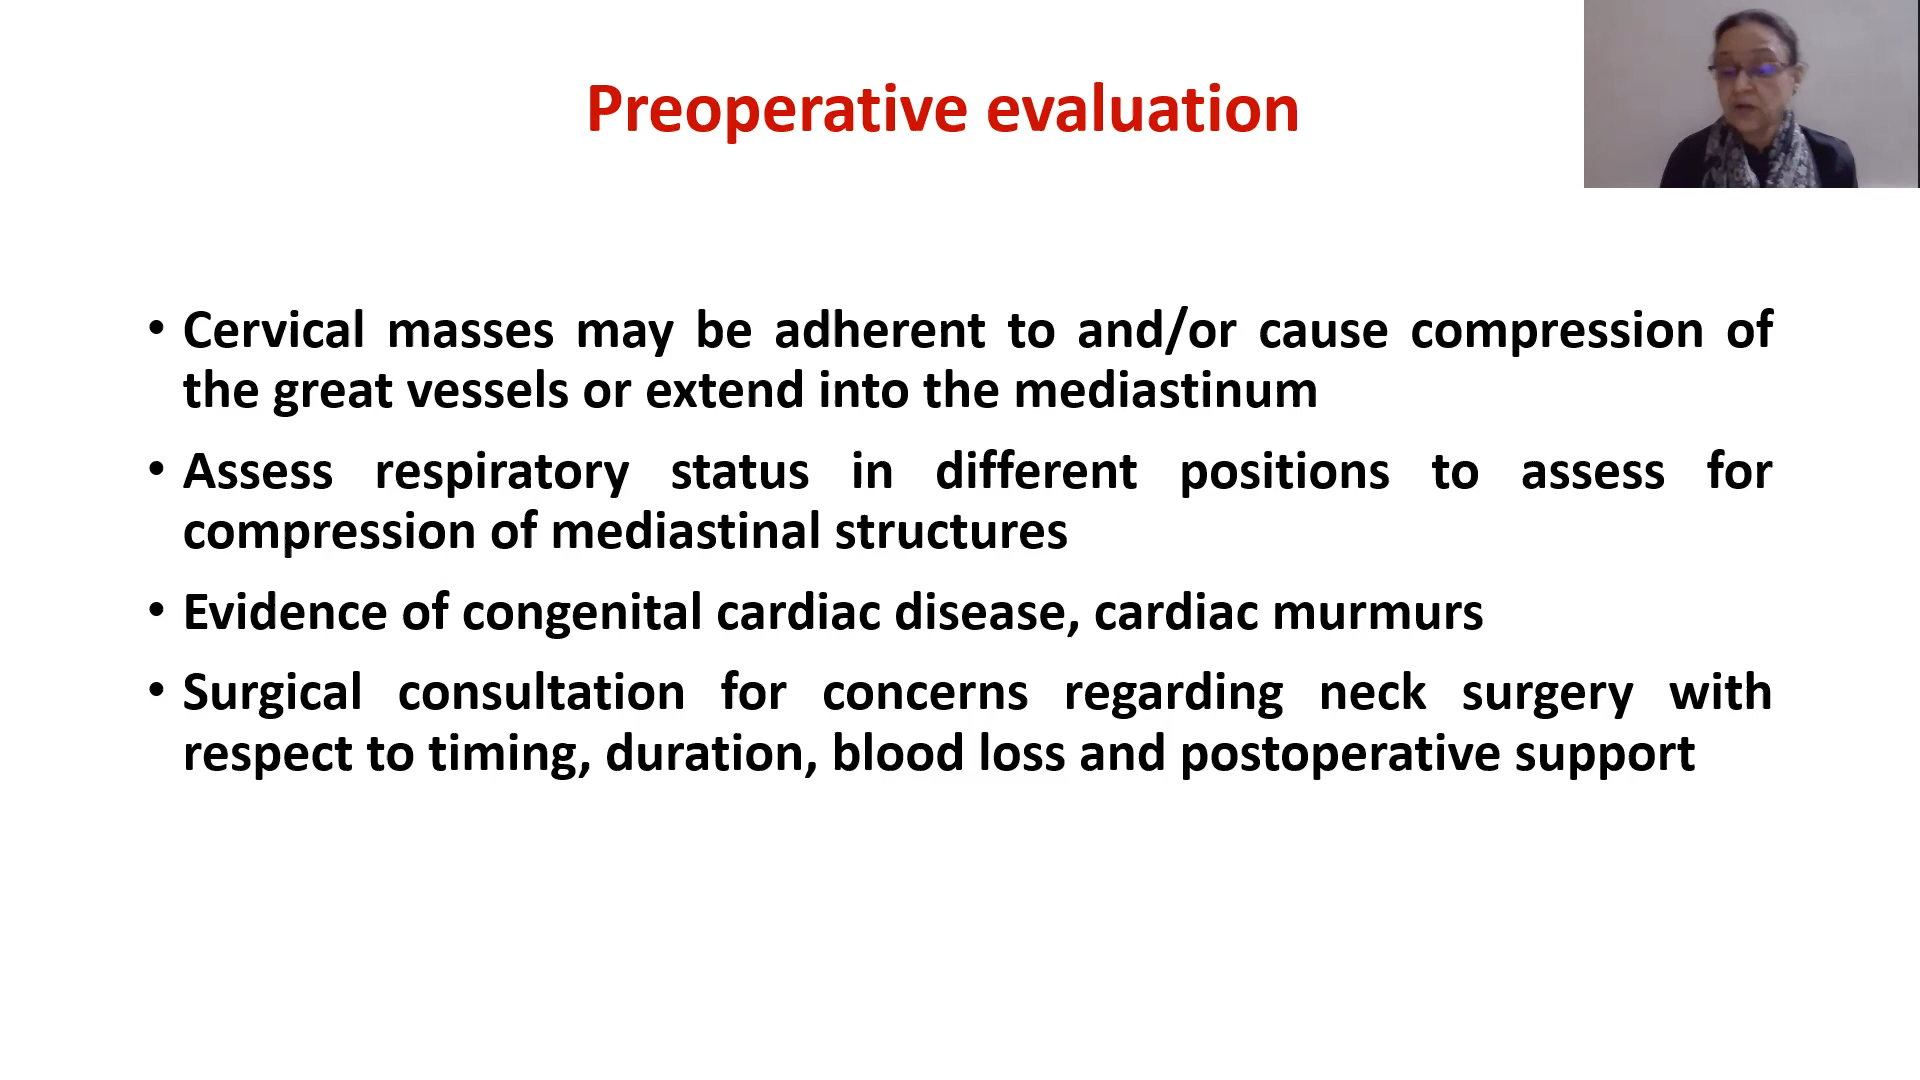 Preoperative evaluation
• Cervical masses may be adherent to and/or cause compression of
the great vessels or extend into the mediastinum
• Assess respiratory status in different positions to assess for
compression of mediastinal structures
• Evidence of congenital cardiac disease, cardiac murmurs
• Surgical consultation for concerns regarding neck surgery with
respect to timing, duration, blood loss and postoperative support